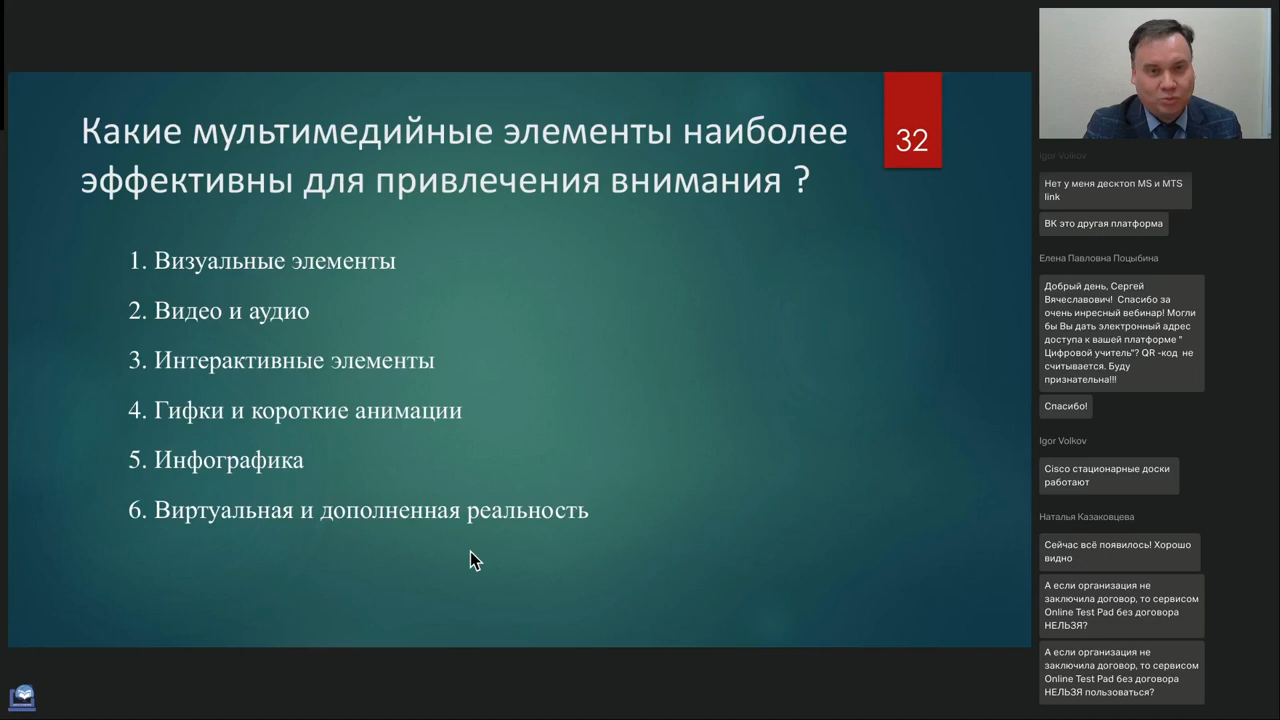 Какие мультимедийные элементы наиболее
эффективны для привлечения внимания ?
32
1. Визуальные элементы
2. Видео и аудио
3. Интерактивные элементы
4. Гифки и короткие анимации
5. Инфографика
6. Виртуальная и дополненная реальность
Igor Volkov
Нет у меня десктоп MS и MTS
link
ВК это другая платформа
Елена Павловна Поцыбина
Добрый день, Сергей
Вячеславович!  Спасибо за
очень инресный вебинар! Могли
бы Вы дать электронный адрес
доступа к вашей платформе "
Цифровой учитель"? QR -код  не
считывается. Буду
признательна!!!
Спасибо!
Igor Volkov
Cisco стационарные доски
работают
Наталья Казаковцева
Сейчас всё появилось! Хорошо
видно
А если организация не
заключила договор, то сервисом
Online Test Pad без договора
НЕЛЬЗЯ?
А если организация не
заключила договор, то сервисом
Online Test Pad без договора
НЕЛЬЗЯ пользоваться?